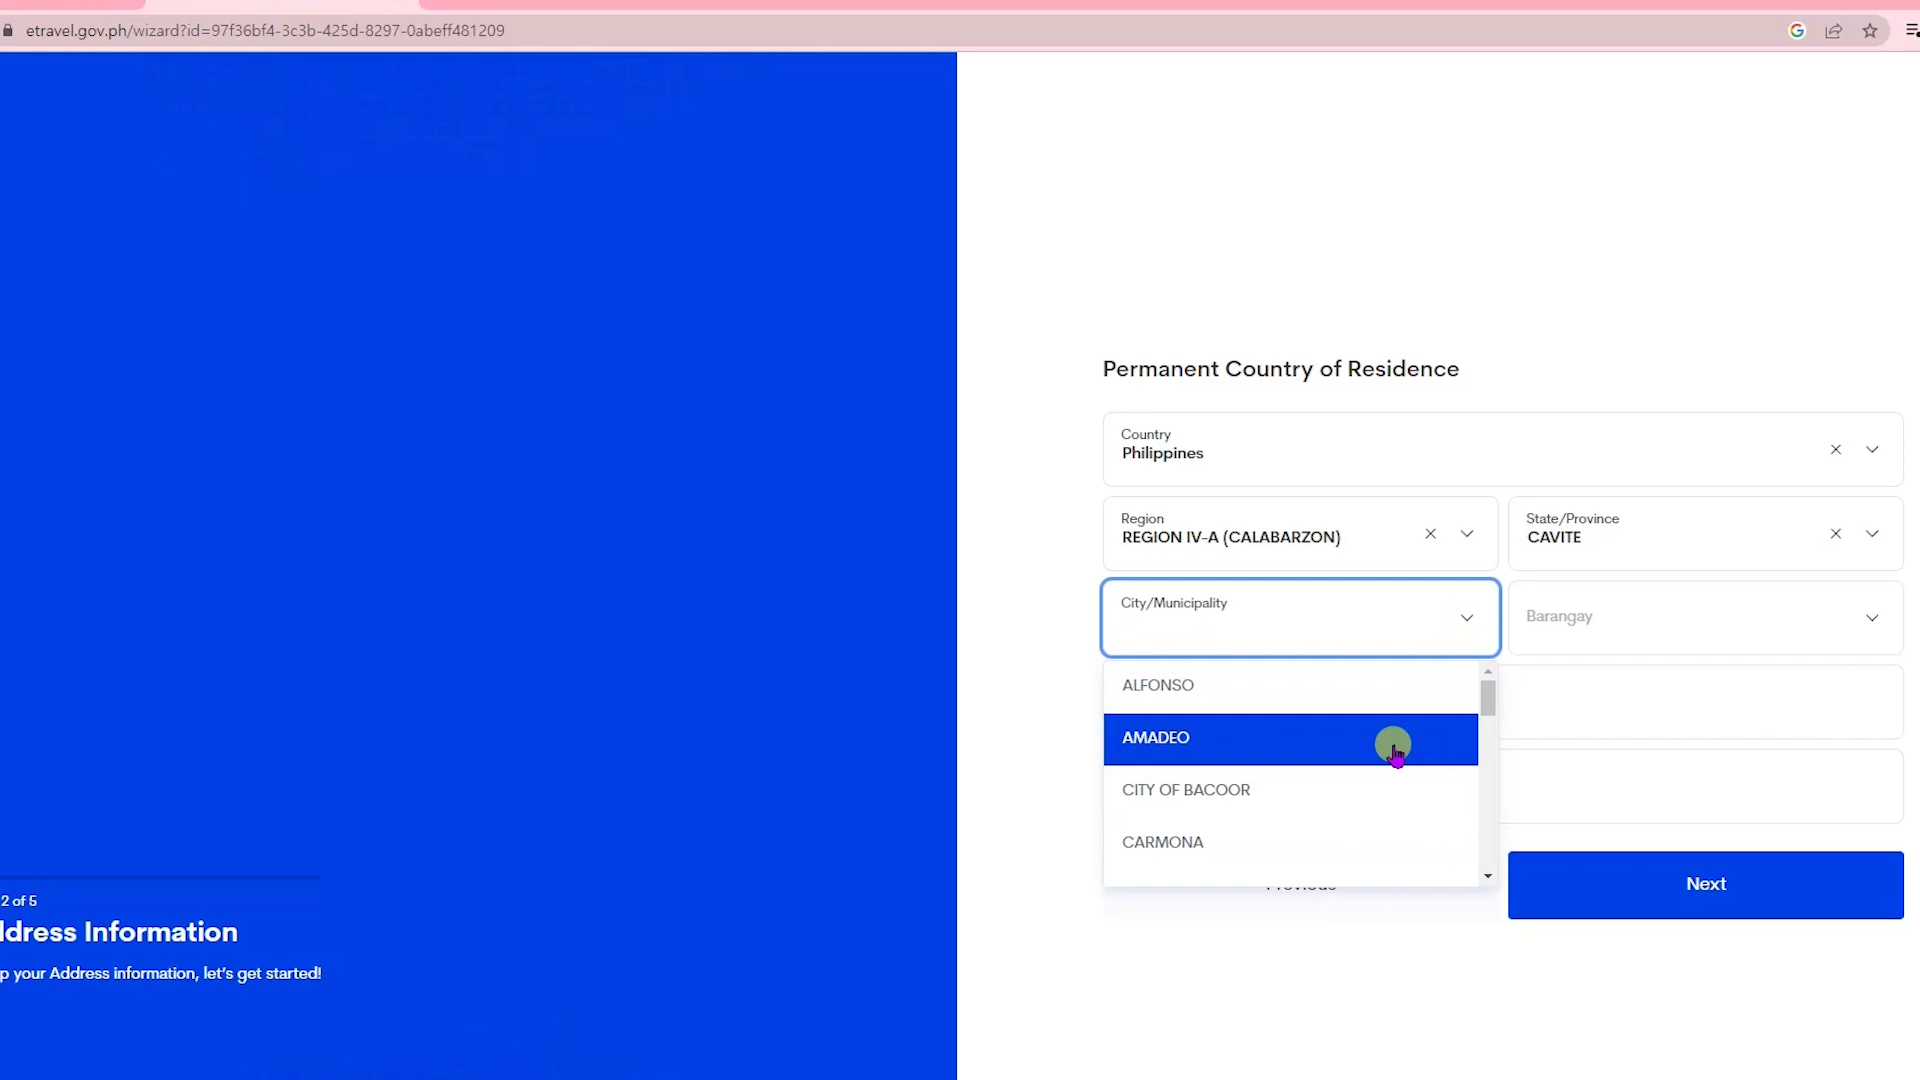 etravel.gov.ph/wizard?id=97f36bf4-3c3b-425d-8297-0abeff481209
Permanent Country of Residence
Country
Philippines
Region
REGION IV-A (CALABARZON)
State/Province
CAVITE
City/Municipality
Barangay
ALFONSO
AMADEO
CITY OF BACOOR
CARMONA
Previous
Next
2 of 5
ddress Information
p your Address information, let's get started!